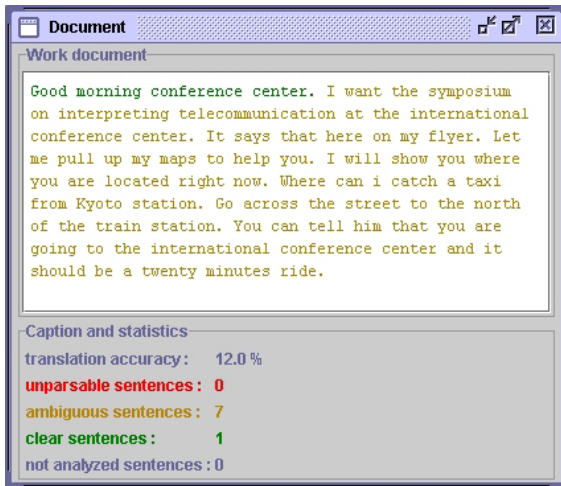 Document
Work document
Good morning conference center. I want the symposium
on interpreting telecommunication at the international
conference center. It says that here on my flyer. Let
me pull up my maps to help you. I will show you where
you are located right now. Where can i catch a taxi
from Kyoto station. Go across the street to the north
of the train station. You can tell him that you are
going to the international conference center and it
should be a twenty minutes ride.
Caption and statistics
translation accuracy : 12.0 %
unparsable sentences : 0
ambiguous sentences : 7
clear sentences : 1
not analyzed sentences : 0